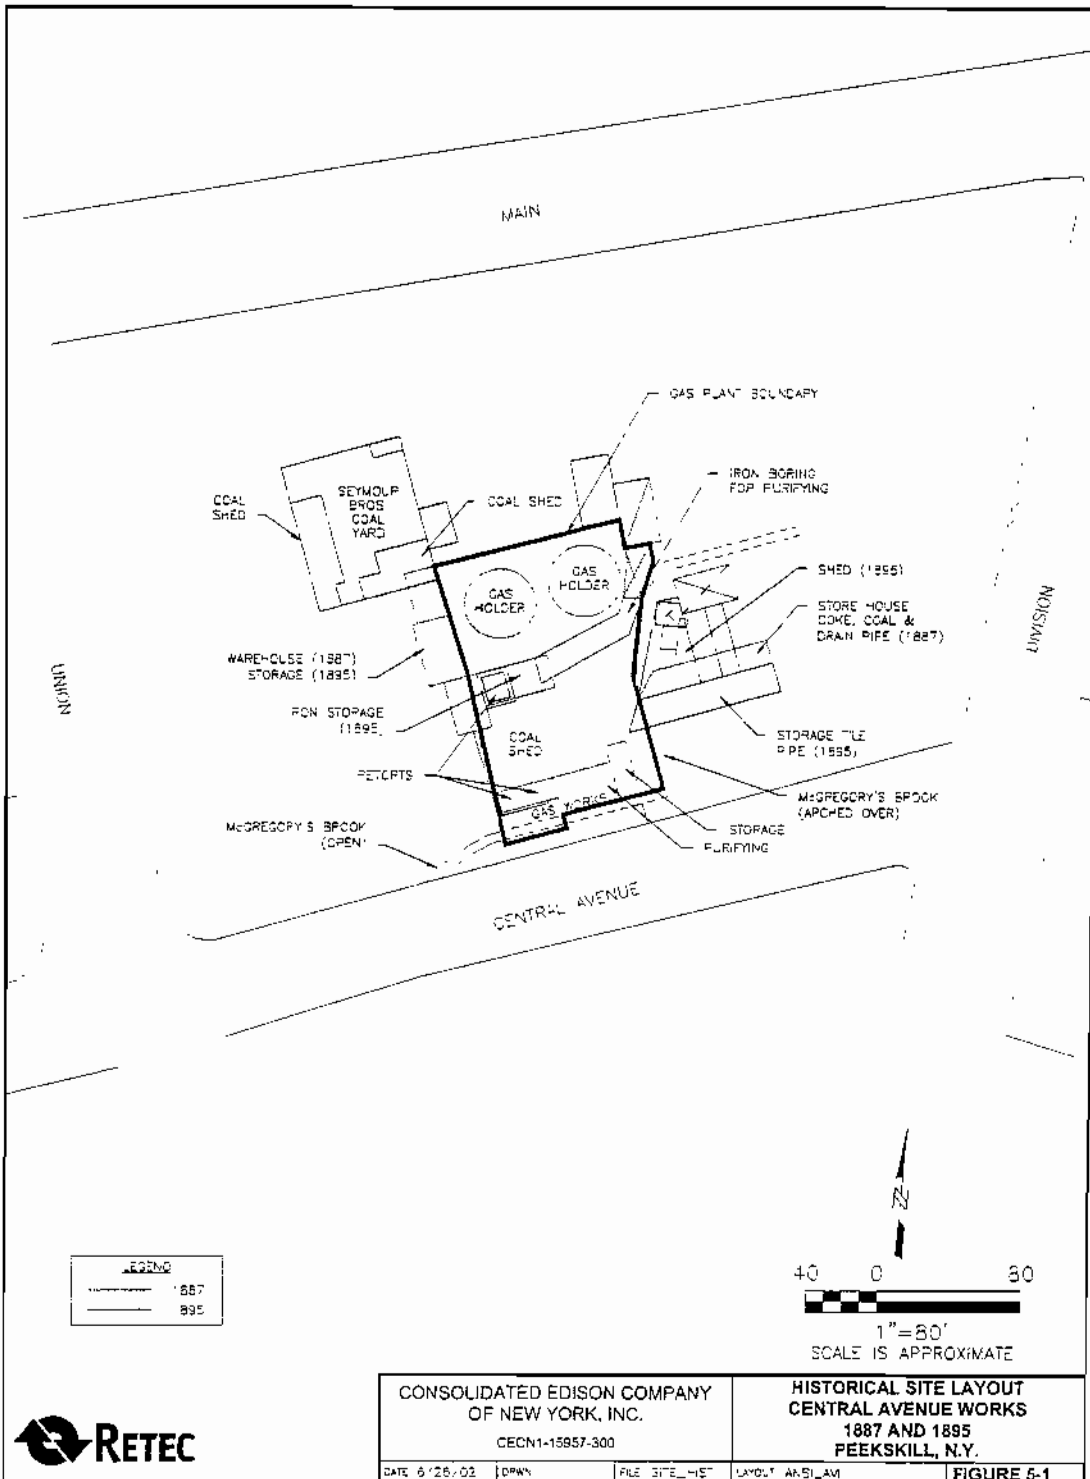 MAIN
GAS PLANT BOUNDARY
IRON BORING
FOR PURIFYING
COAL
SHED
SEYMOUR
BROS
COAL
YARD
COAL SHED
GAS
HOLDER
GAS
HOLDER
SHED (1895)
STORE HOUSE
COKE, COAL &
DRAIN PIPE (1887)
DIVISION
UNION
WAREHOUSE (1887)
STORAGE (1895)
IRON STORAGE
(1895)
COAL
SHED
STORAGE TILE
PIPE (1895)
RETORTS
GAS WORKS
McGREGORY'S BROOK
(ARCHED OVER)
McGREGORY'S BROOK
(OPEN)
STORAGE
PURIFYING
CENTRAL AVENUE
N
LEGEND
1887
1895
40 0 80
1"=80'
SCALE IS APPROXIMATE
RETEC
CONSOLIDATED EDISON COMPANY
OF NEW YORK, INC.
CECN1-15957-300
HISTORICAL SITE LAYOUT
CENTRAL AVENUE WORKS
1887 AND 1895
PEEKSKILL, N.Y.
DATE 6/26/02 DRWN FILE SITE_HIST LAYOUT FIGURE 5-1